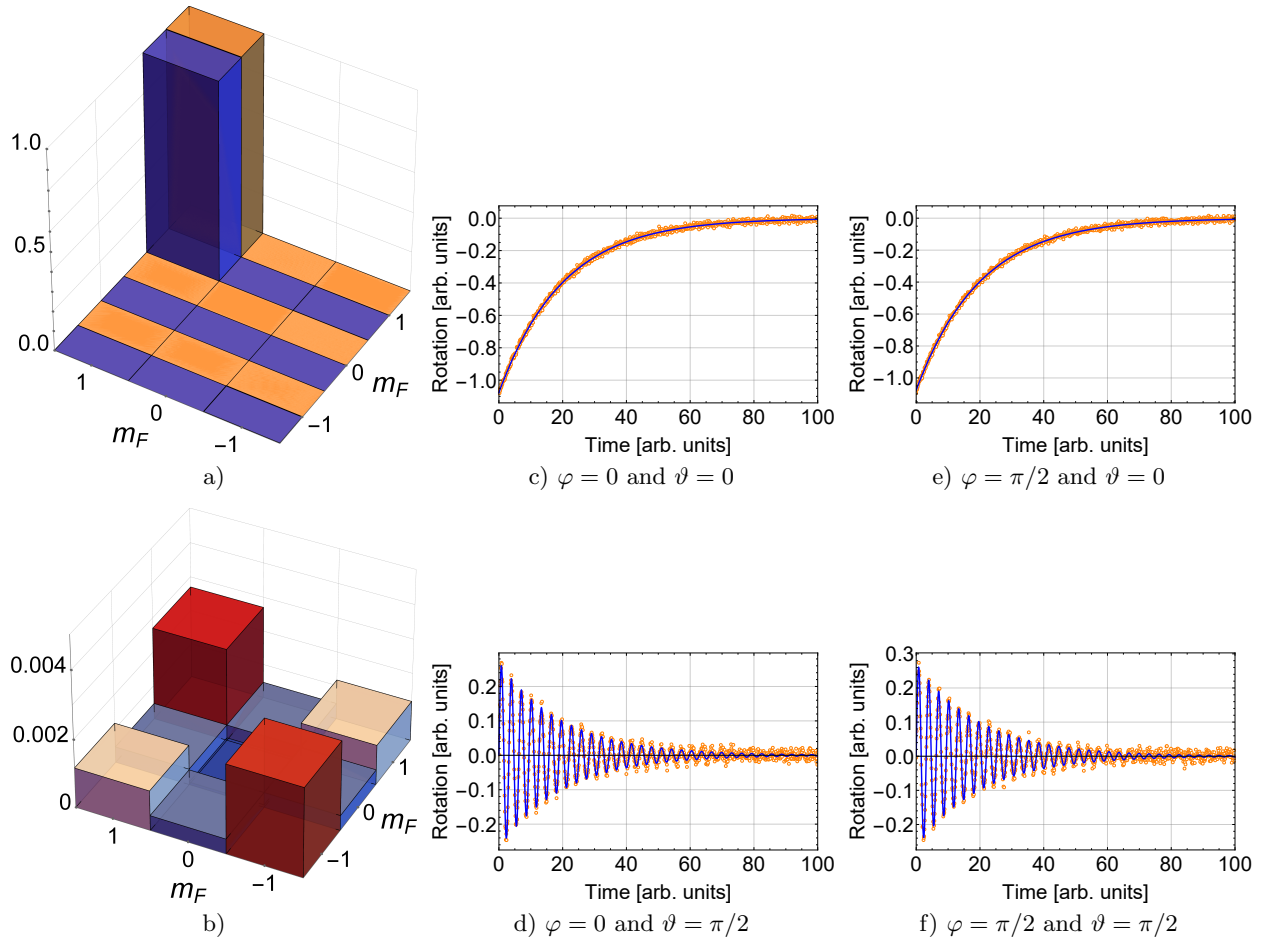 1.0
0.5
0.0
1
0
−1
m_F
1
0
−1
m_F
a)
Rotation [arb. units]
0.0
−0.2
−0.4
−0.6
−0.8
−1.0
0 20 40 60 80 100
Time [arb. units]
c) φ = 0 and ϑ = 0
Rotation [arb. units]
0.0
−0.2
−0.4
−0.6
−0.8
−1.0
0 20 40 60 80 100
Time [arb. units]
e) φ = π/2 and ϑ = 0
0.004
0.002
0
1
0
−1
m_F
1
0
−1
m_F
b)
Rotation [arb. units]
0.2
0.1
0.0
−0.1
−0.2
0 20 40 60 80 100
Time [arb. units]
d) φ = 0 and ϑ = π/2
Rotation [arb. units]
0.3
0.2
0.1
0.0
−0.1
−0.2
0 20 40 60 80 100
Time [arb. units]
f) φ = π/2 and ϑ = π/2